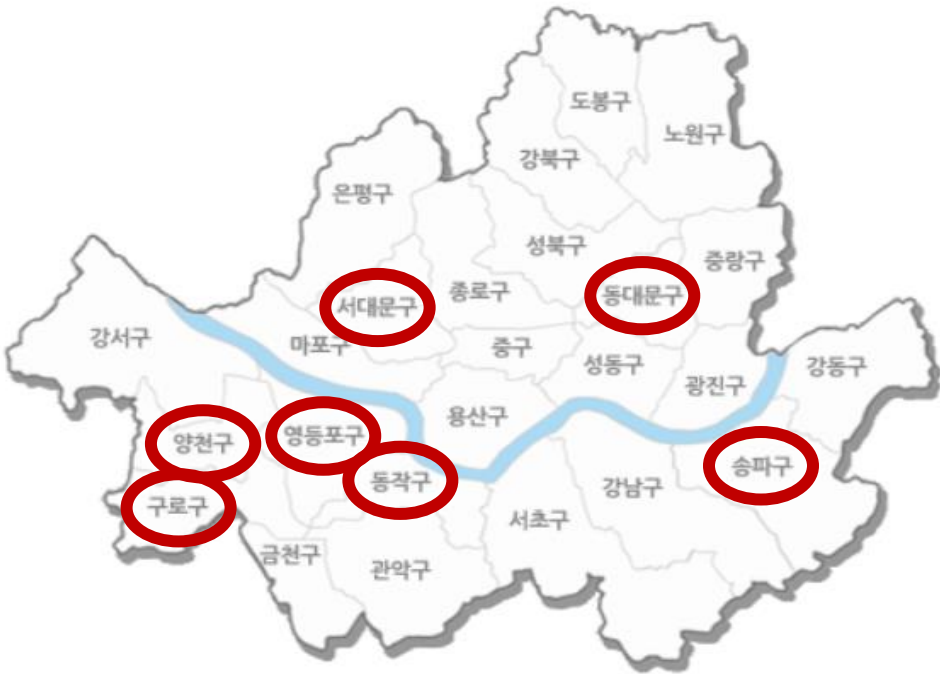 도봉구
노원구
강북구
은평구
성북구
중랑구
서대문구
종로구
동대문구
강서구
마포구
중구
성동구
광진구
강동구
용산구
양천구
영등포구
동작구
송파구
강남구
구로구
서초구
금천구
관악구